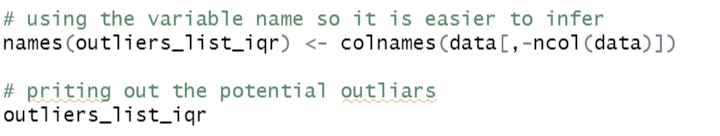 # using the variable name so it is easier to infer
names(outliers_list_iqr) <- colnames(data[,-ncol(data)])
# priting out the potential outliars
outliers_list_iqr